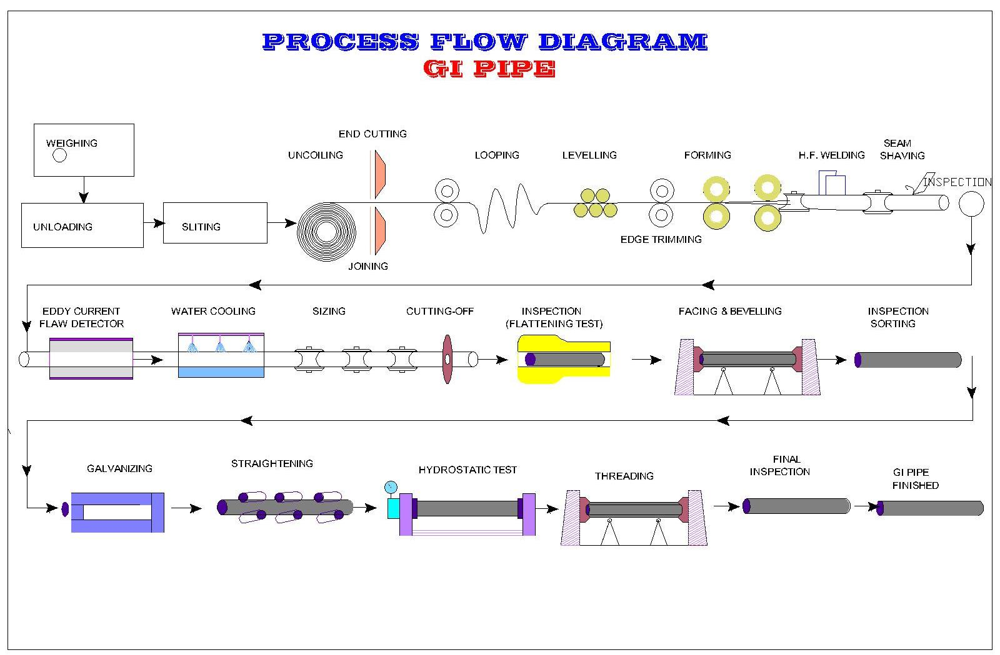 PROCESS FLOW DIAGRAM
GI PIPE
WEIGHING
UNLOADING
SLITING
UNCOILING
END CUTTING
JOINING
LOOPING
LEVELLING
EDGE TRIMMING
FORMING
H.F. WELDING
SEAM
SHAVING
INSPECTION
EDDY CURRENT
FLAW DETECTOR
WATER COOLING
SIZING
CUTTING-OFF
INSPECTION
(FLATTENING TEST)
FACING & BEVELLING
INSPECTION
SORTING
GALVANIZING
STRAIGHTENING
HYDROSTATIC TEST
THREADING
FINAL
INSPECTION
GI PIPE
FINISHED